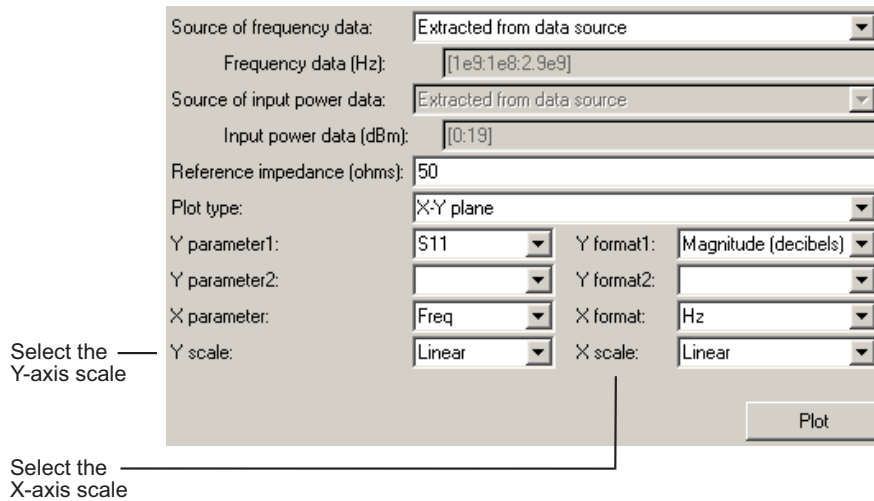 Source of frequency data: Extracted from data source
Frequency data (Hz): [1e9:1e8:2.9e9]
Source of input power data: Extracted from data source
Input power data (dBm): [0:19]
Reference impedance (ohms): 50
Plot type: X-Y plane
Y parameter1: S11 Y format1: Magnitude (decibels)
Y parameter2: Y format2:
X parameter: Freq X format: Hz
Select the
Y-axis scale
Y scale: Linear X scale: Linear
Plot
Select the
X-axis scale